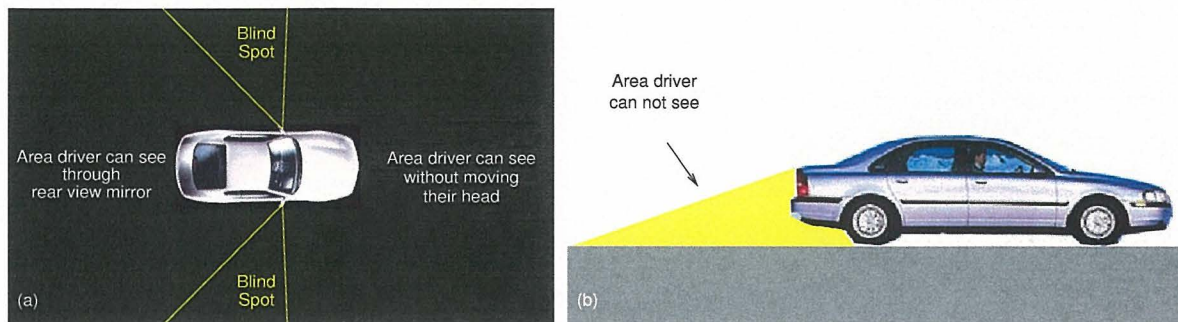 Blind
Spot
Area driver can see
through
rear view mirror
Area driver can see
without moving
their head
Blind
Spot
(a)
Area driver
can not see
(b)